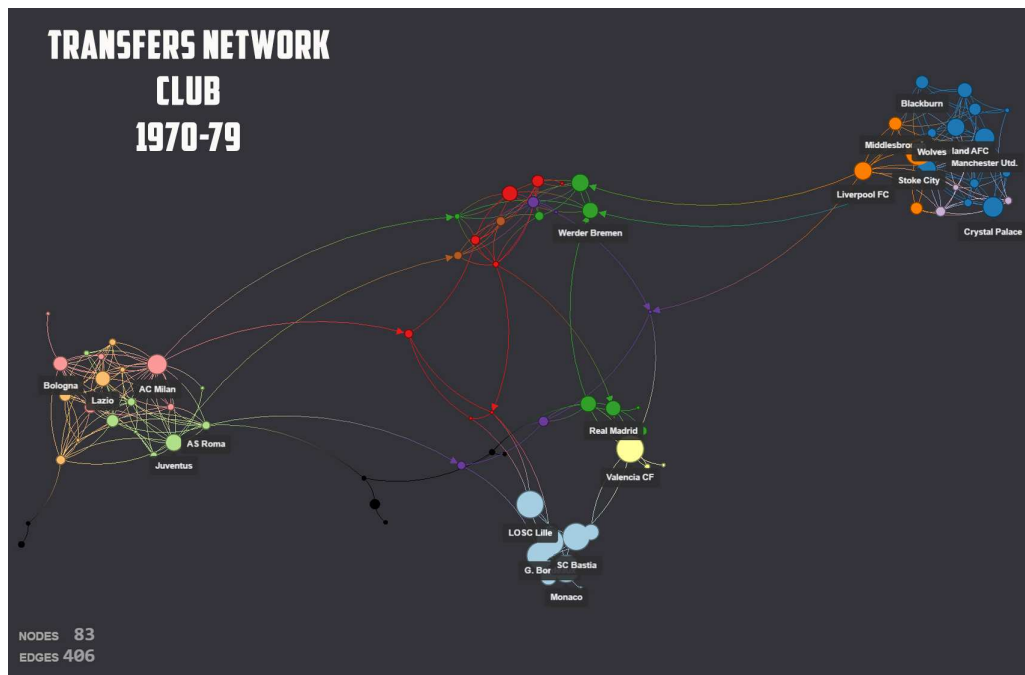 TRANSFERS NETWORK
CLUB
1970-79
Blackburn
Wolves
land AFC
Manchester Utd.
Stoke City
Liverpool FC
Crystal Palace
Werder Bremen
Bologna
AC Milan
Lazio
AS Roma
Juventus
Real Madrid
Valencia CF
LOSC Lille
G. Bor
SC Bastia
Monaco
NODES 83
EDGES 406